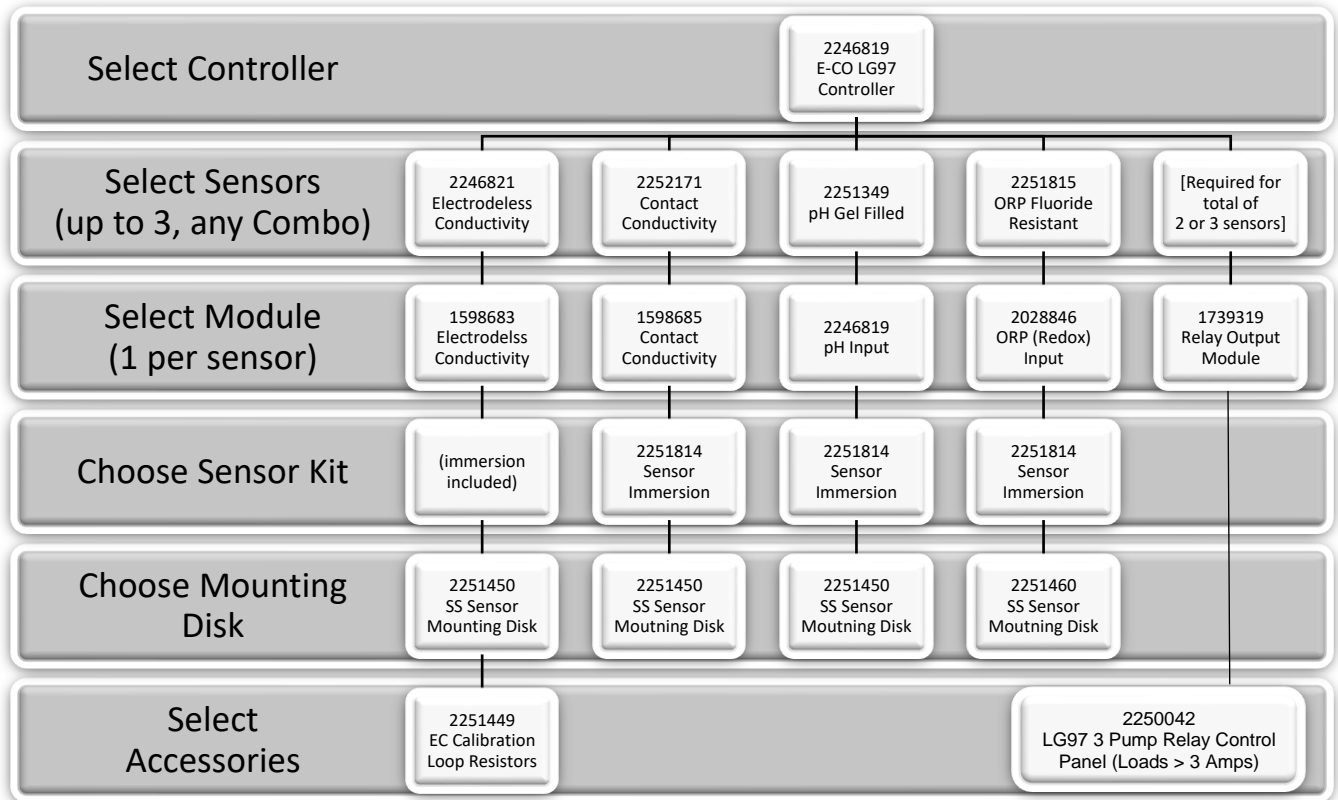 Select Controller
2246819
E-CO LG97
Controller
Select Sensors
(up to 3, any Combo)
2246821
Electrodeless
Conductivity
2252171
Contact
Conductivity
2251349
pH Gel Filled
2251815
ORP Fluoride
Resistant
[Required for
total of
2 or 3 sensors]
Select Module
(1 per sensor)
1598683
Electrodelss
Conductivity
1598685
Contact
Conductivity
2246819
pH Input
2028846
ORP (Redox)
Input
1739319
Relay Output
Module
Choose Sensor Kit
(immersion
included)
2251814
Sensor
Immersion
2251814
Sensor
Immersion
2251814
Sensor
Immersion
Choose Mounting
Disk
2251450
SS Sensor
Mounting Disk
2251450
SS Sensor
Moutning Disk
2251450
SS Sensor
Moutning Disk
2251460
SS Sensor
Moutning Disk
Select
Accessories
2251449
EC Calibration
Loop Resistors
2250042
LG97 3 Pump Relay Control
Panel (Loads > 3 Amps)